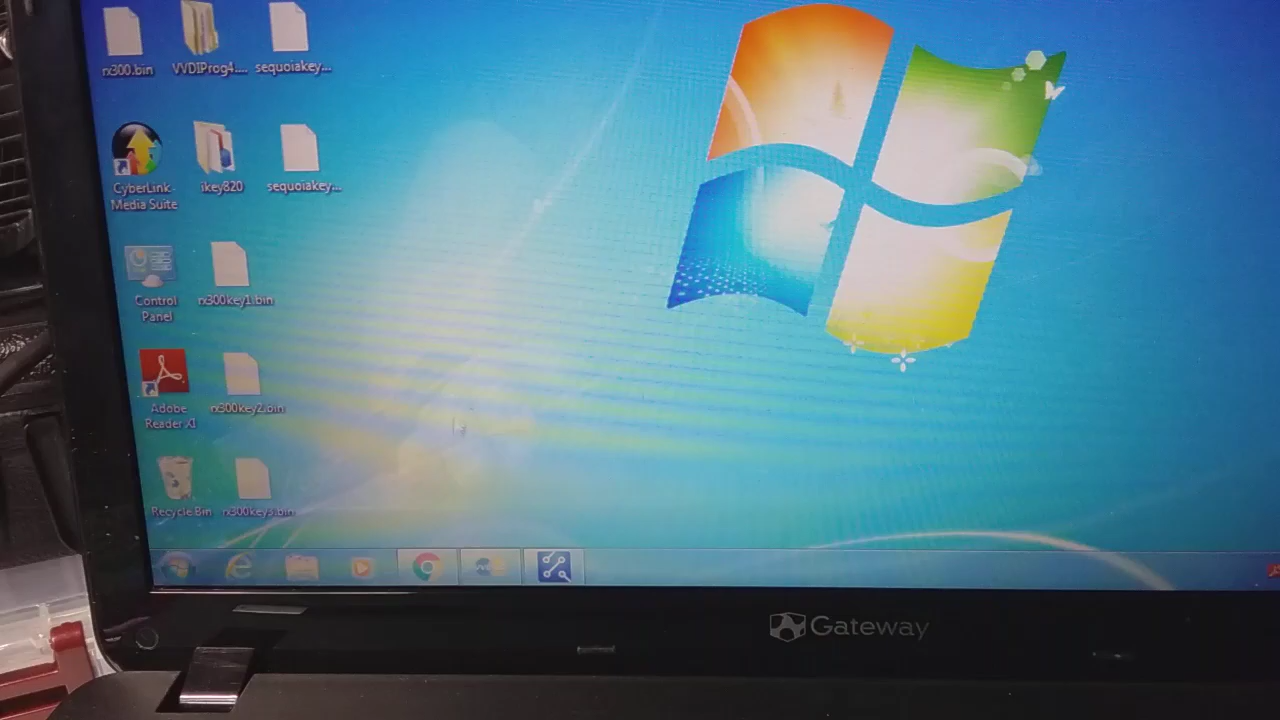 rx300.bin
VVDIProg4....
sequoiakey...
CyberLink
Media Suite
ikey820
sequoiakey...
Control
Panel
rx300key1.bin
Adobe
Reader XI
rx300key2.bin
Recycle Bin
rx300key3.bin
Gateway